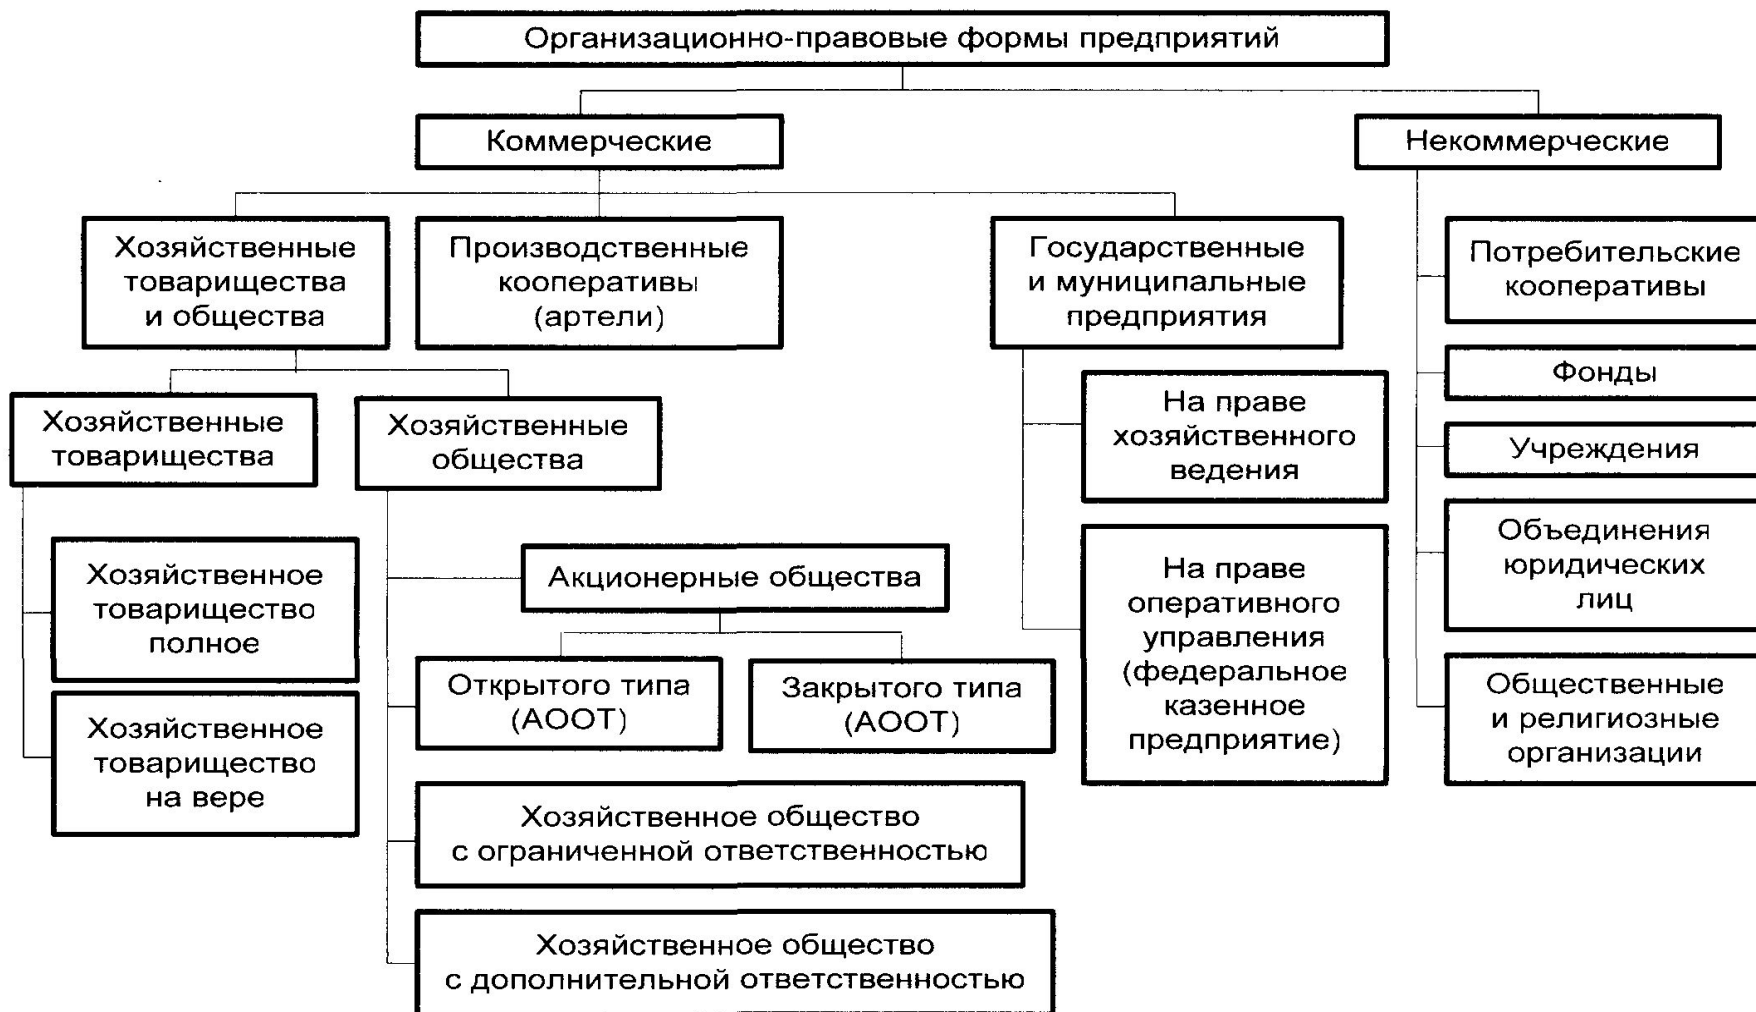 Организационно-правовые формы предприятий
Коммерческие
Некоммерческие
Хозяйственные
товарищества
и общества
Производственные
кооперативы
(артели)
Государственные
и муниципальные
предприятия
Потребительские
кооперативы
Фонды
Учреждения
Объединения
юридических
лиц
Общественные
и религиозные
организации
Хозяйственные
товарищества
Хозяйственные
общества
На праве
хозяйственного
ведения
На праве
оперативного
управления
(федеральное
казенное
предприятие)
Хозяйственное
товарищество
полное
Хозяйственное
товарищество
на вере
Акционерные общества
Открытого типа
(АООТ)
Закрытого типа
(АООТ)
Хозяйственное общество
с ограниченной ответственностью
Хозяйственное общество
с дополнительной ответственностью